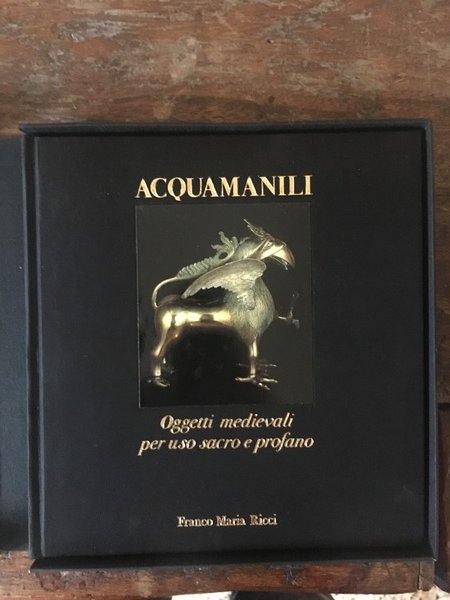 ACQUAMANILI
Oggetti medievali
per uso sacro e profano
Franco Maria Ricci